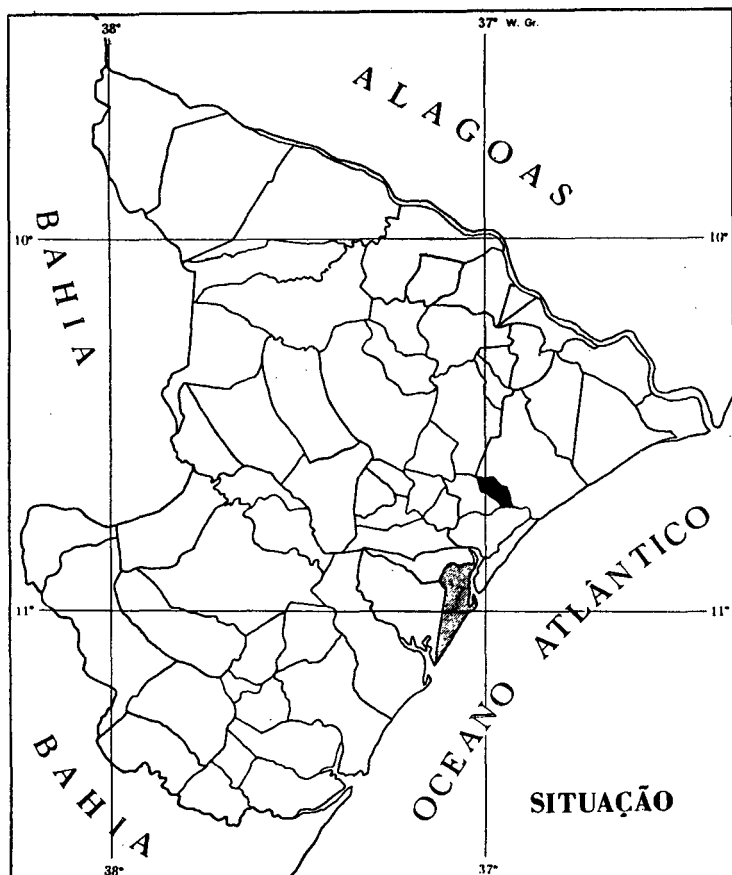 38° 37° W. Gr.
ALAGOAS
BAHIA
10° 10°
OCEANO ATLÂNTICO
11° 11°
BAHIA
SITUAÇÃO
38° 37°